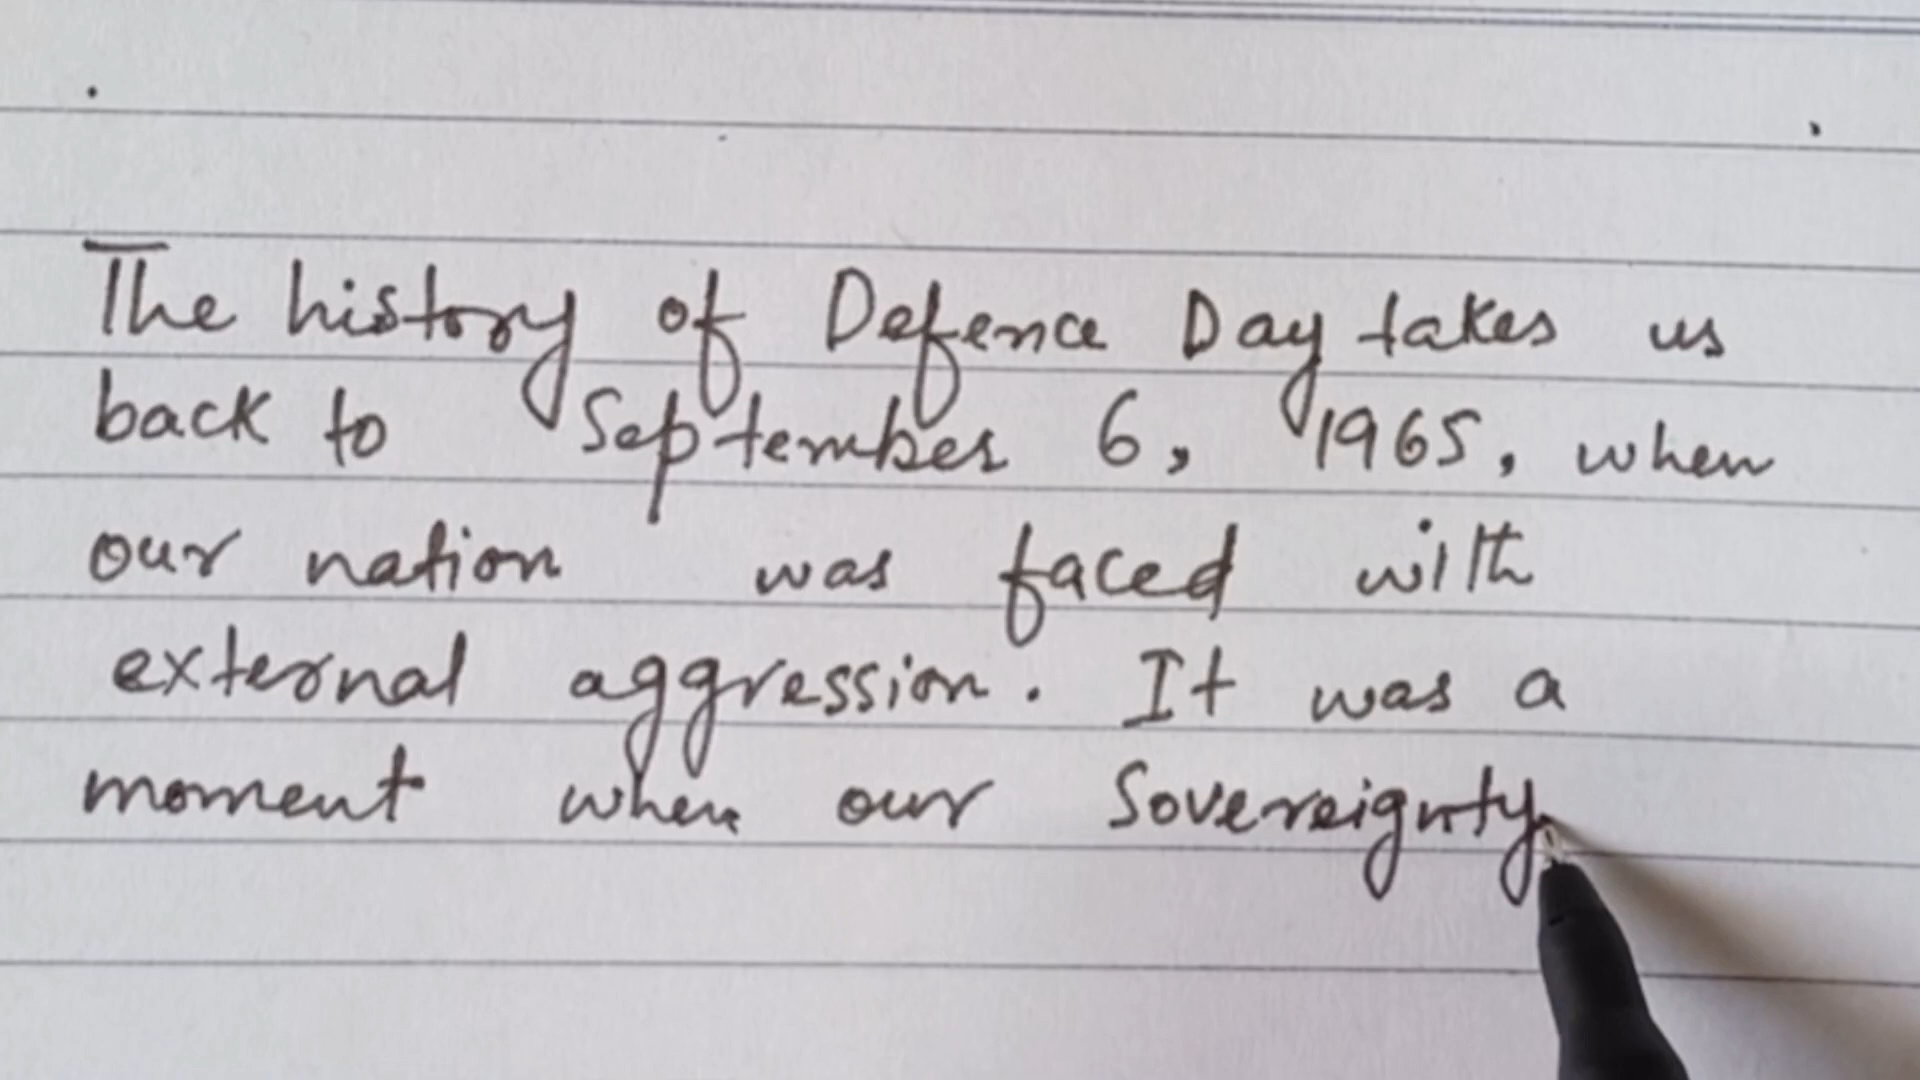 The history of Defence Day takes us
back to September 6, 1965, when
our nation was faced with
external aggression. It was a
moment when our Sovereignty